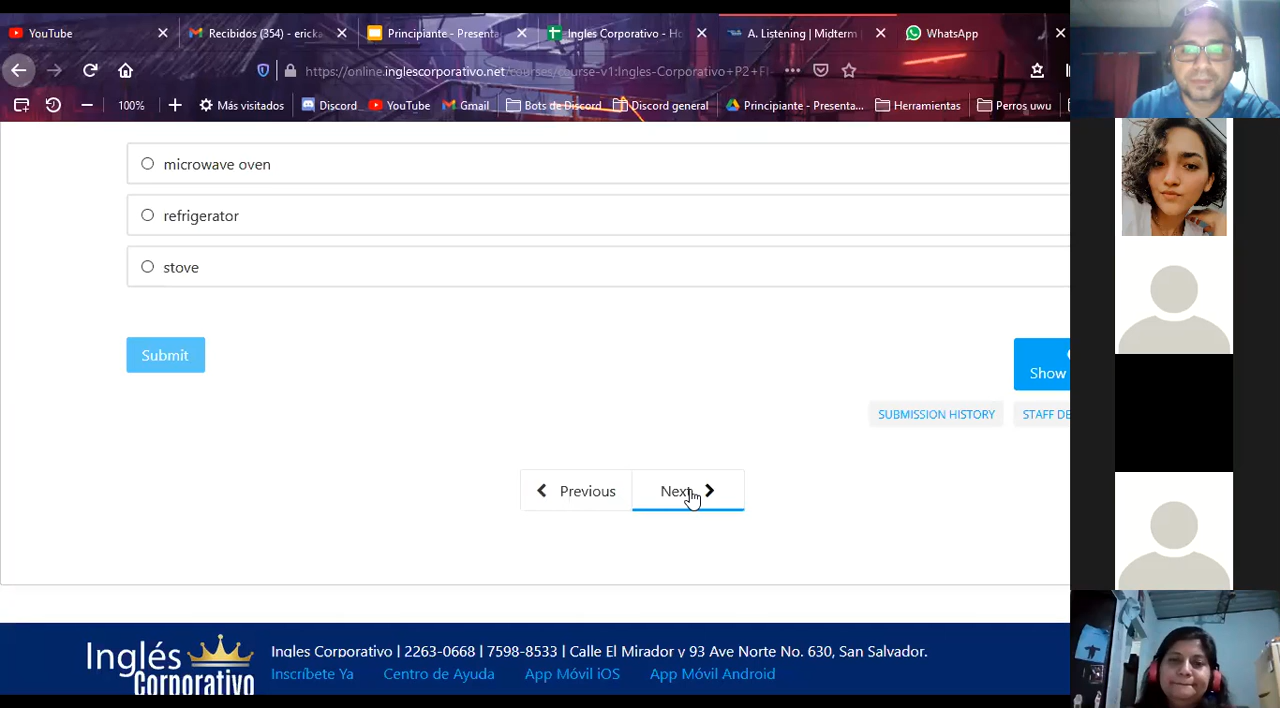 YouTube
Recibidos (354) - ericka
Principiante - Presenta
Ingles Corporativo - Ho
A. Listening | Midterm
WhatsApp
https://online.inglescorporativo.net/courses/course-v1:Ingles-Corporativo+P2+FI
100%
Más visitados
Discord
YouTube
Gmail
Bots de Discord
Discord general
Principiante - Presenta...
Herramientas
Perros uwu
microwave oven
refrigerator
stove
Submit
Show
SUBMISSION HISTORY
STAFF DE
Previous
Next
Inglés
Corporativo
Ingles Corporativo | 2263-0668 | 7598-8533 | Calle El Mirador y 93 Ave Norte No. 630, San Salvador.
Inscríbete Ya
Centro de Ayuda
App Móvil iOS
App Móvil Android